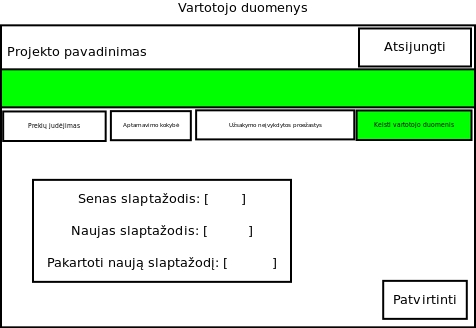 Vartotojo duomenys
Projekto pavadinimas
Atsijungti
Prekių judėjimas
Aptarnavimo kokybė
Užsakymo neįvykdytos proežastys
Keisti vartotojo duomenis
Senas slaptažodis: [ ]
Naujas slaptažodis: [ ]
Pakartoti naują slaptažodį: [ ]
Patvirtinti